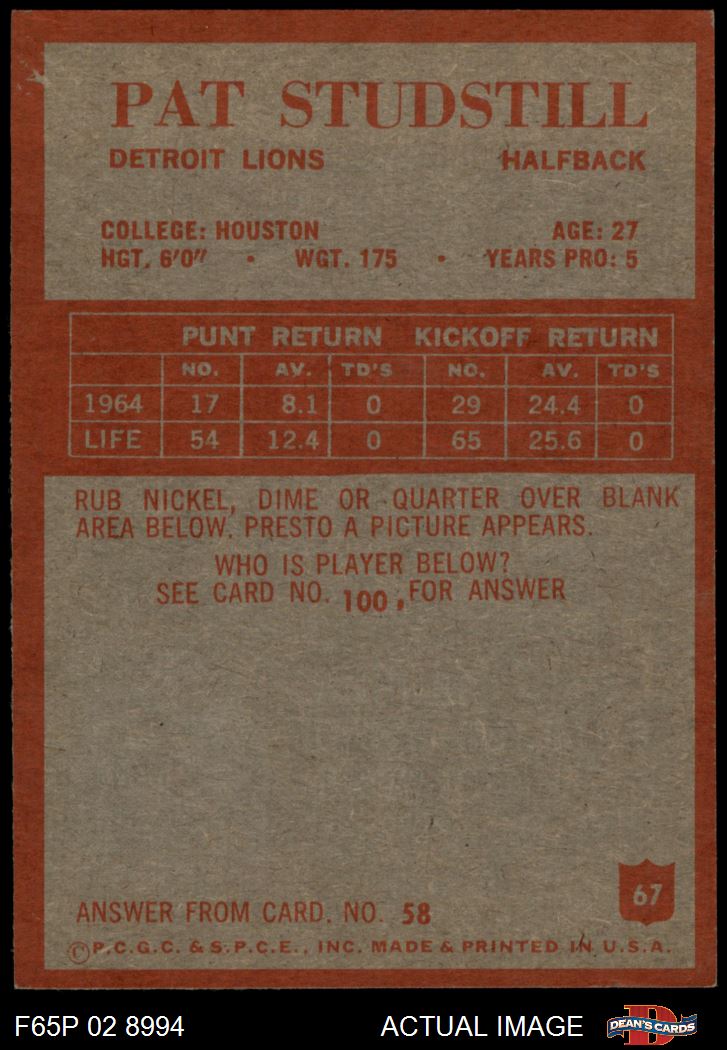 PAT STUDSTILL
DETROIT LIONS HALFBACK
COLLEGE: HOUSTON AGE: 27
HGT. 6'0" • WGT. 175 • YEARS PRO: 5
PUNT RETURN KICKOFF RETURN
NO. AV. TD'S NO. AV. TD'S
1964 17 8.1 0 29 24.4 0
LIFE 54 12.4 0 65 25.6 0
RUB NICKEL, DIME OR QUARTER OVER BLANK
AREA BELOW. PRESTO A PICTURE APPEARS.
WHO IS PLAYER BELOW?
SEE CARD NO. 100, FOR ANSWER
67
ANSWER FROM CARD. NO. 58
©P.C.G.C. & S.P.C.E., INC. MADE & PRINTED IN U.S.A.
F65P 02 8994 ACTUAL IMAGE
D
DEAN'S CARDS